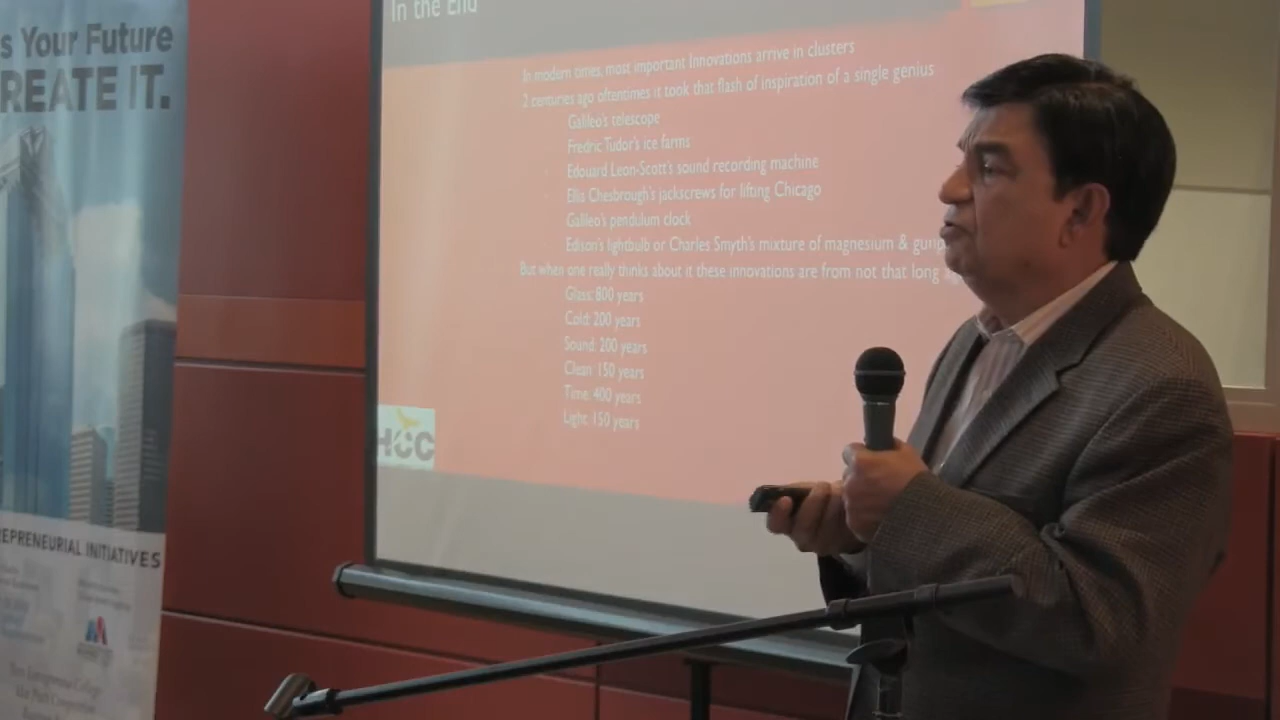 s Your Future
REATE IT.
REPRENEURIAL INITIATIVES
In the End
In modern times, most important Innovations arrive in clusters
2 centuries ago oftentimes it took that flash of inspiration of a single genius
Galileo's telescope
Fredric Tudor's ice farms
Edouard Leon-Scott's sound recording machine
Ellis Chesbrough's jackscrews for lifting Chicago
Galileo's pendulum clock
Edison's lightbulb or Charles Smyth's mixture of magnesium & gunp
But when one really thinks about it these innovations are from not that long
Glass: 800 years
Cold: 200 years
Sound: 200 years
Clean: 150 years
Time: 400 years
Light: 150 years
HCC